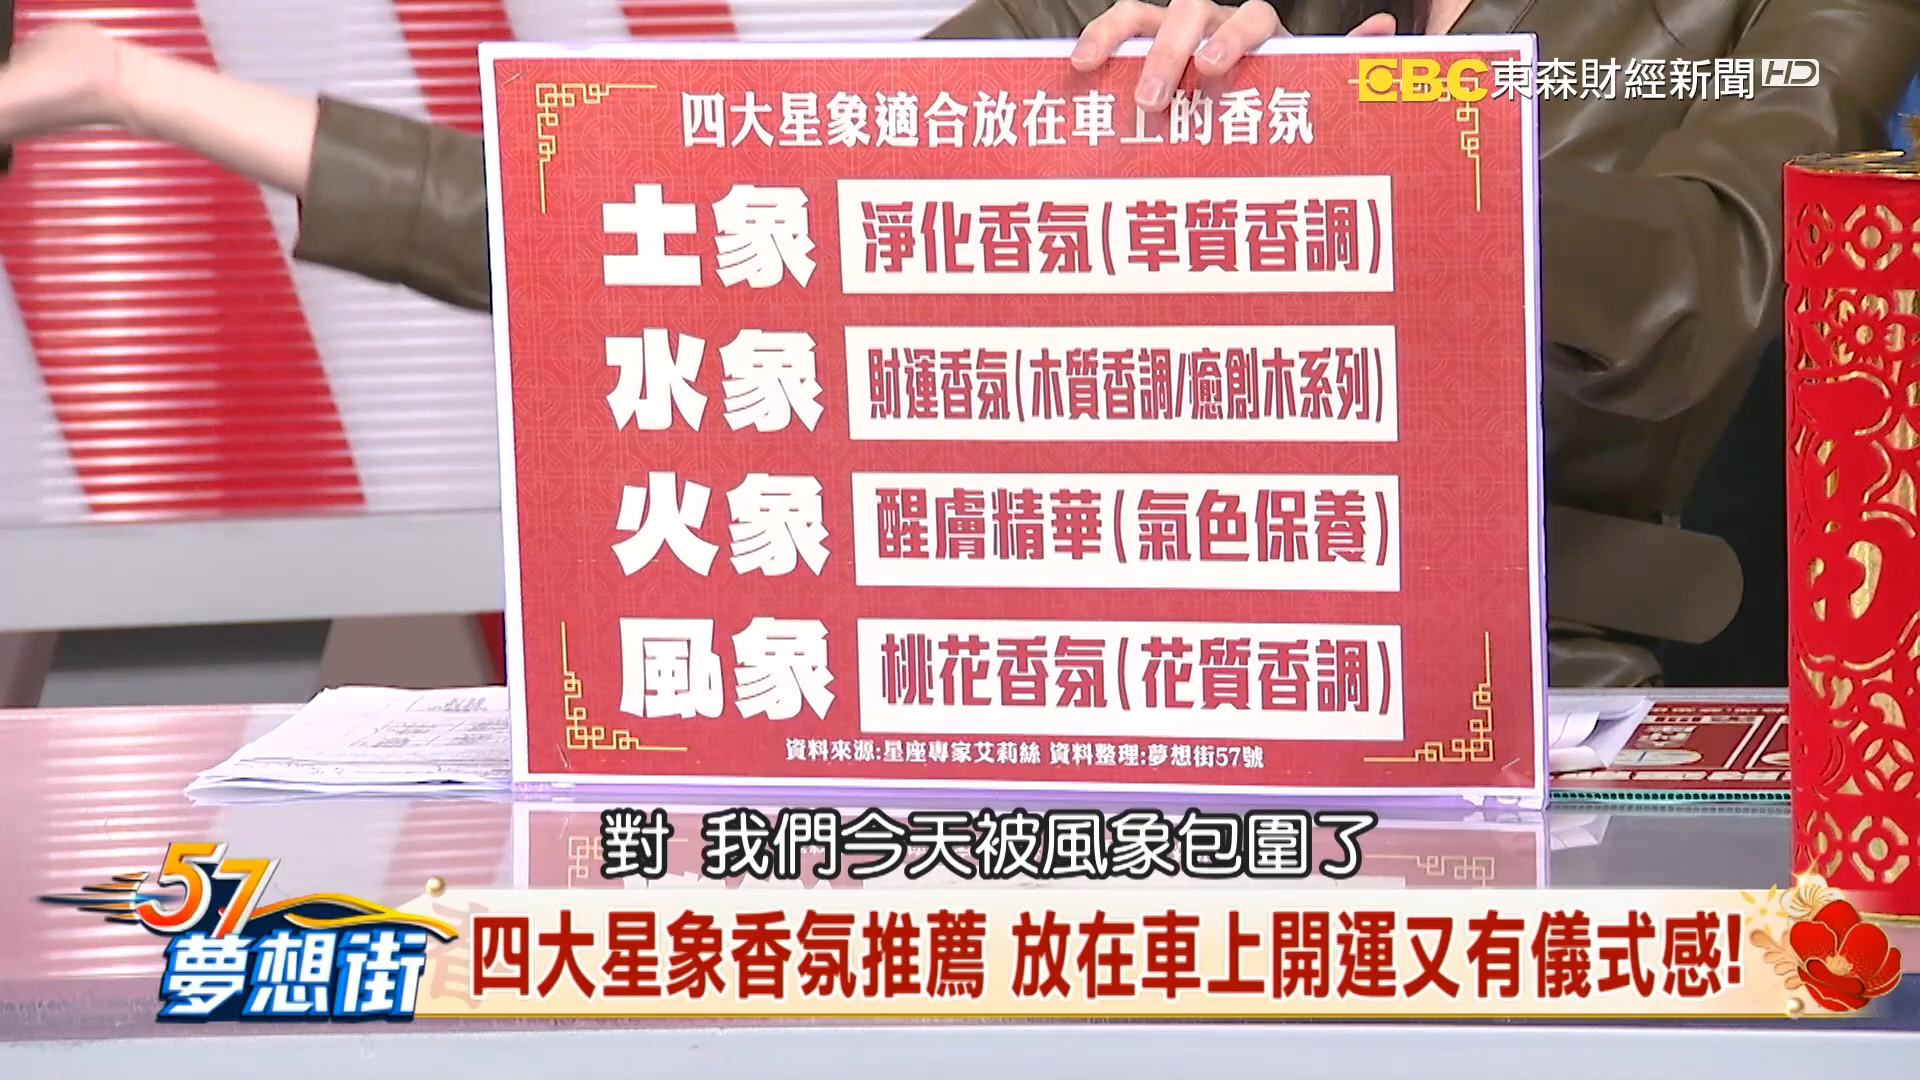 EBC 東森財經新聞 HD
四大星象適合放在車上的香氛
土象 淨化香氛(草質香調)
水象 財運香氛(木質香調/癒創木系列)
火象 醒膚精華(氣色保養)
風象 桃花香氛(花質香調)
資料來源:星座專家艾莉絲 資料整理:夢想街57號
對 我們今天被風象包圍了
57夢想街
四大星象香氛推薦 放在車上開運又有儀式感!